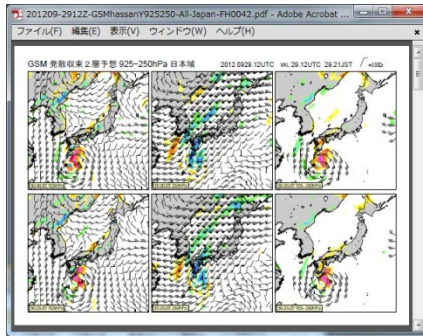 201209-2912Z-GSMhassanY925250-All-Japan-FH0042.pdf - Adobe Acrobat ...
ファイル(F) 編集(E) 表示(V) ウィンドウ(W) ヘルプ(H)
GSM 発散収束2層予想 925-250hPa 日本域 2012 0929.12UTC VAL 29.12UTC 29.21JST